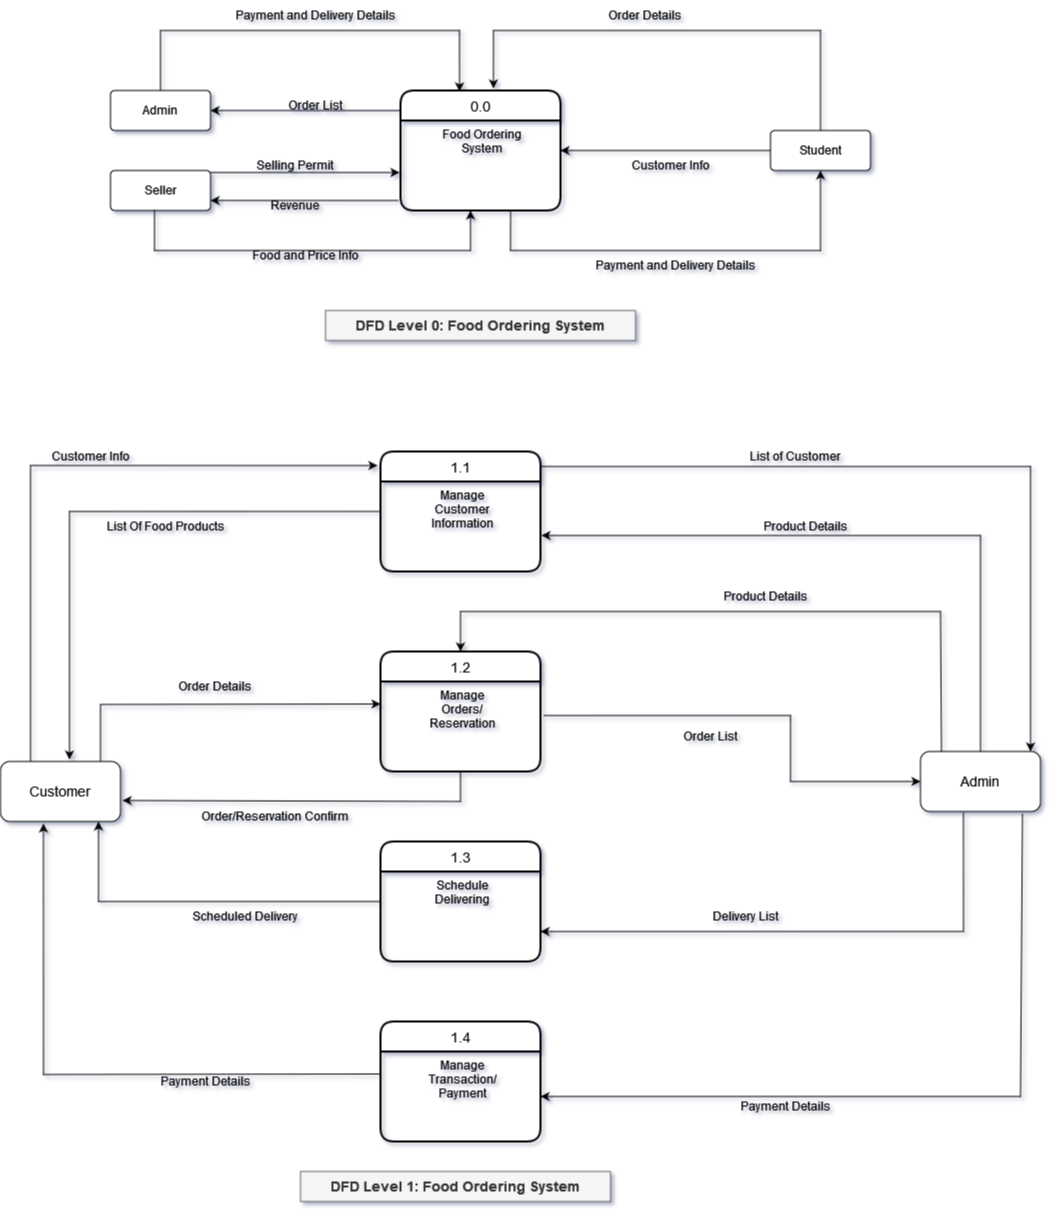 Payment and Delivery Details
Order Details
Admin
Order List
0.0
Food Ordering
System
Student
Customer Info
Selling Permit
Seller
Revenue
Food and Price Info
Payment and Delivery Details
DFD Level 0: Food Ordering System
Customer Info
1.1
List of Customer
Manage
Customer
Information
List Of Food Products
Product Details
Product Details
1.2
Order Details
Manage
Orders/
Reservation
Order List
Customer
Admin
Order/Reservation Confirm
1.3
Schedule
Delivering
Scheduled Delivery
Delivery List
1.4
Manage
Transaction/
Payment
Payment Details
Payment Details
DFD Level 1: Food Ordering System